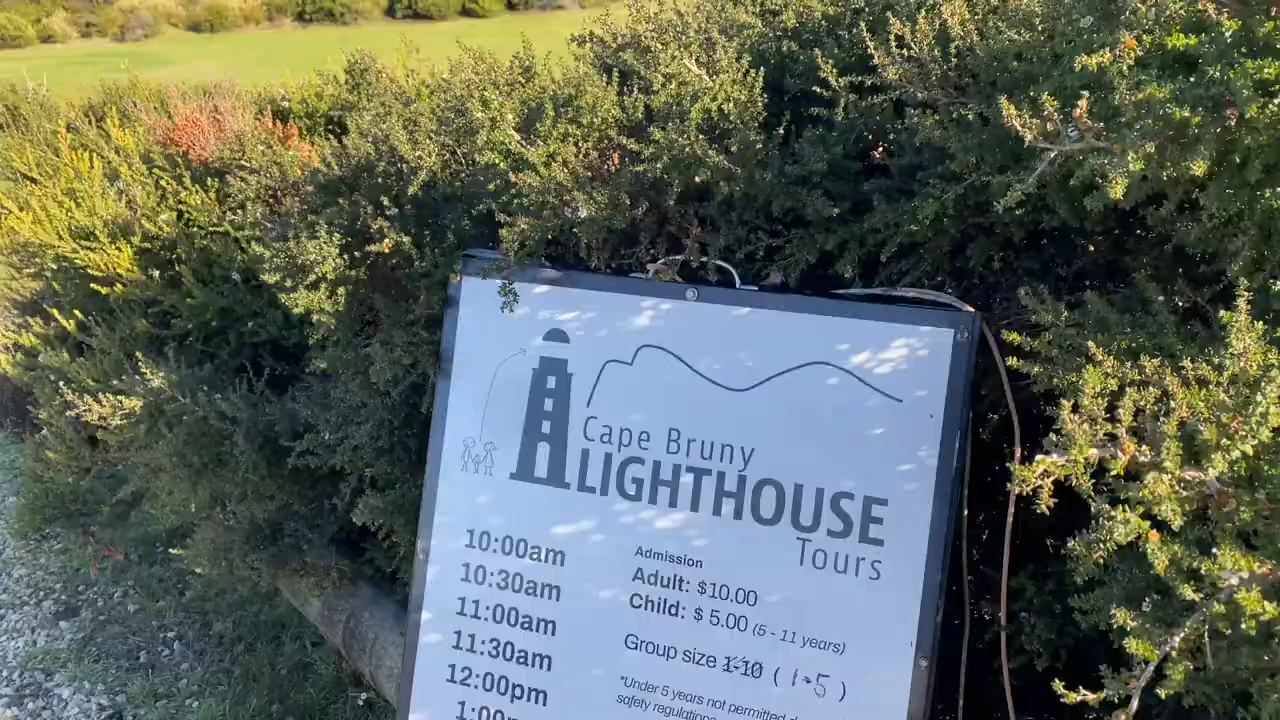 Cape Bruny
LIGHTHOUSE
Tours
10:00am
10:30am
11:00am
11:30am
12:00pm
Admission
Adult: $10.00
Child: $ 5.00 (5 - 11 years)
Group size 1-10 ( 1-5 )
*Under 5 years not permitted
safety regulations